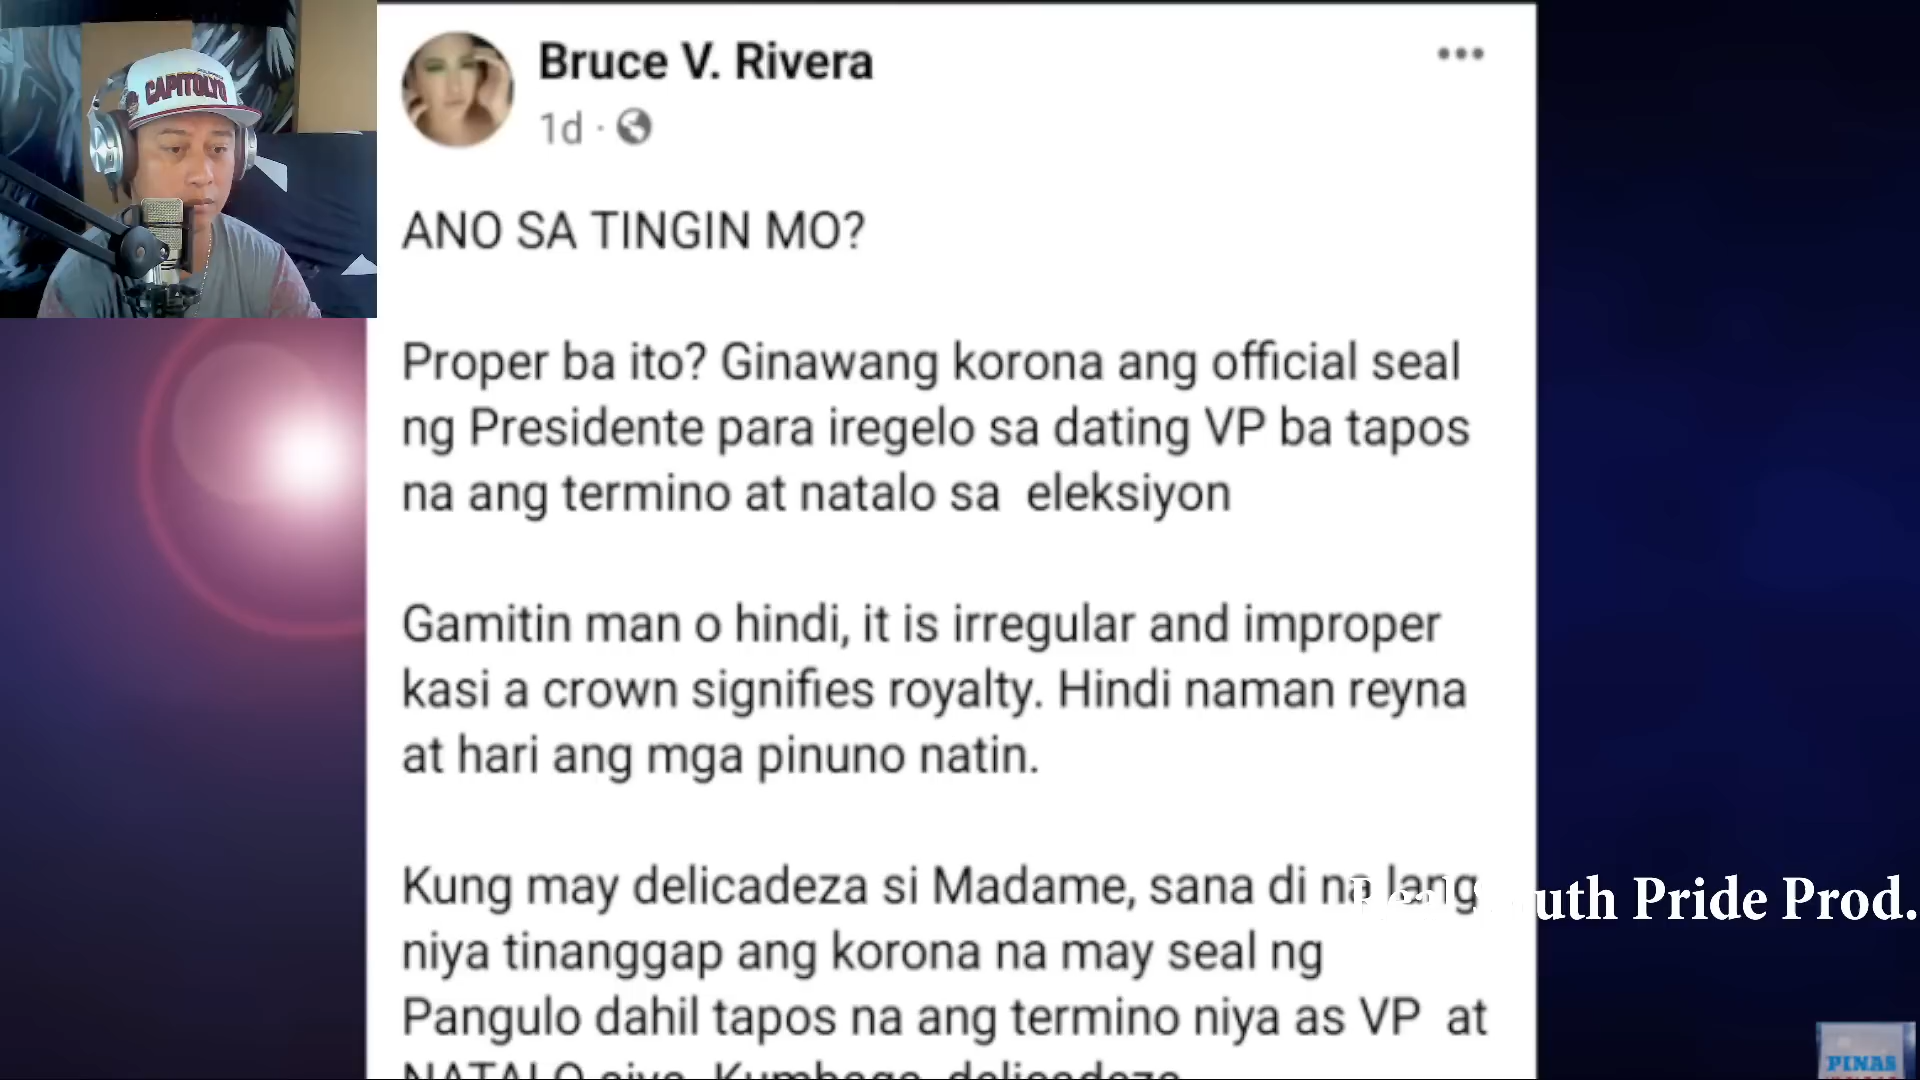 CAPITOLYO
Bruce V. Rivera
1d
ANO SA TINGIN MO?
Proper ba ito? Ginawang korona ang official seal
ng Presidente para iregelo sa dating VP ba tapos
na ang termino at natalo sa eleksiyon
Gamitin man o hindi, it is irregular and improper
kasi a crown signifies royalty. Hindi naman reyna
at hari ang mga pinuno natin.
Kung may delicadeza si Madame, sana di na lang
niya tinanggap ang korona na may seal ng
Pangulo dahil tapos na ang termino niya as VP at
NATALO siya. Kumbaga, delicadeza
Pride Prod.
PINAS